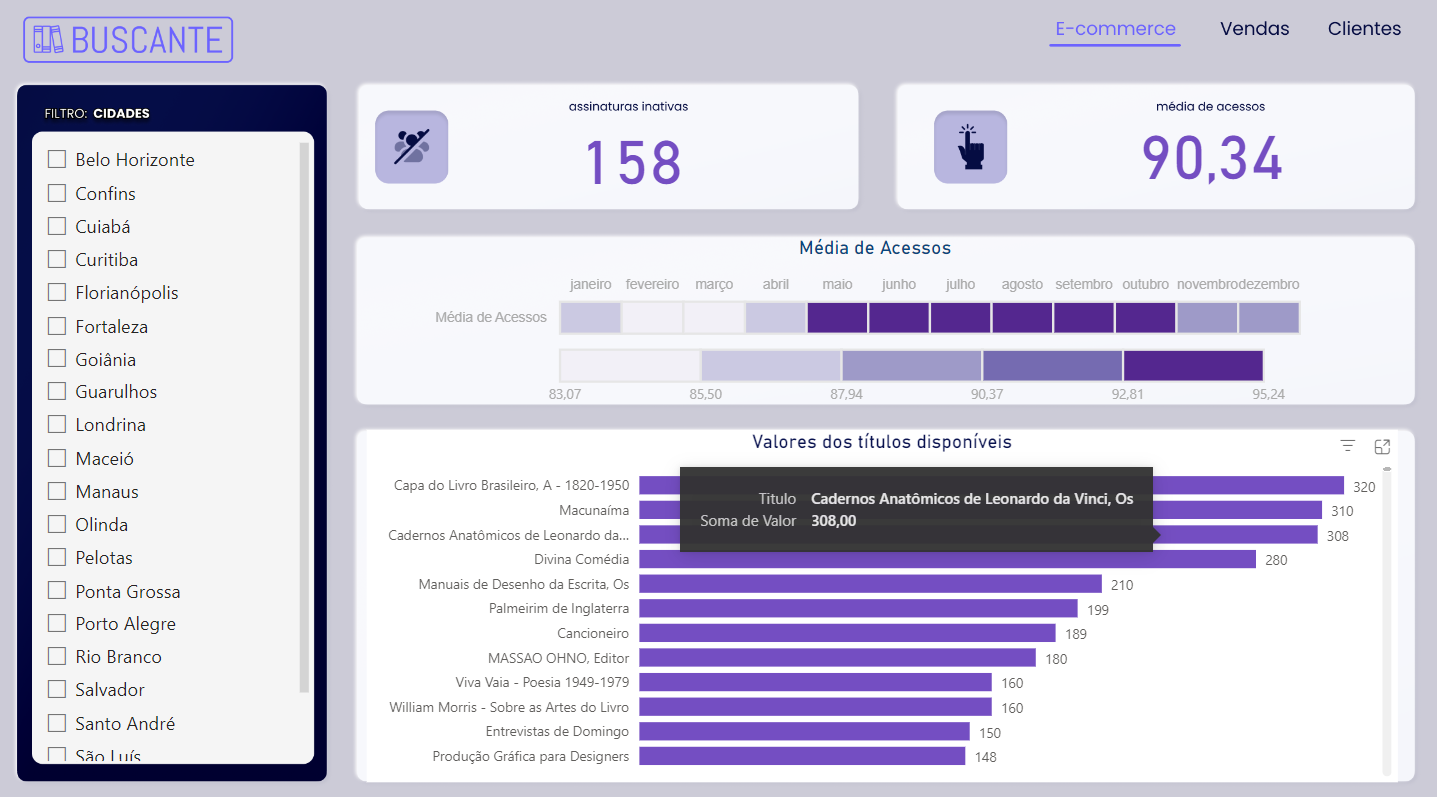 BUSCANTE
E-commerce Vendas Clientes
FILTRO: CIDADES
Belo Horizonte
Confins
Cuiabá
Curitiba
Florianópolis
Fortaleza
Goiânia
Guarulhos
Londrina
Maceió
Manaus
Olinda
Pelotas
Ponta Grossa
Porto Alegre
Rio Branco
Salvador
Santo André
São Luís
assinaturas inativas
158
média de acessos
90,34
Média de Acessos
janeiro fevereiro março abril maio junho julho agosto setembro outubro novembro dezembro
Média de Acessos
83,07 85,50 87,94 90,37 92,81 95,24
Valores dos títulos disponíveis
Capa do Livro Brasileiro, A - 1820-1950 320
Macunaíma 310
Cadernos Anatômicos de Leonardo da... 308
Titulo Cadernos Anatômicos de Leonardo da Vinci, Os
Soma de Valor 308,00
Divina Comédia 280
Manuais de Desenho da Escrita, Os 210
Palmeirim de Inglaterra 199
Cancioneiro 189
MASSAO OHNO, Editor 180
Viva Vaia - Poesia 1949-1979 160
William Morris - Sobre as Artes do Livro 160
Entrevistas de Domingo 150
Produção Gráfica para Designers 148